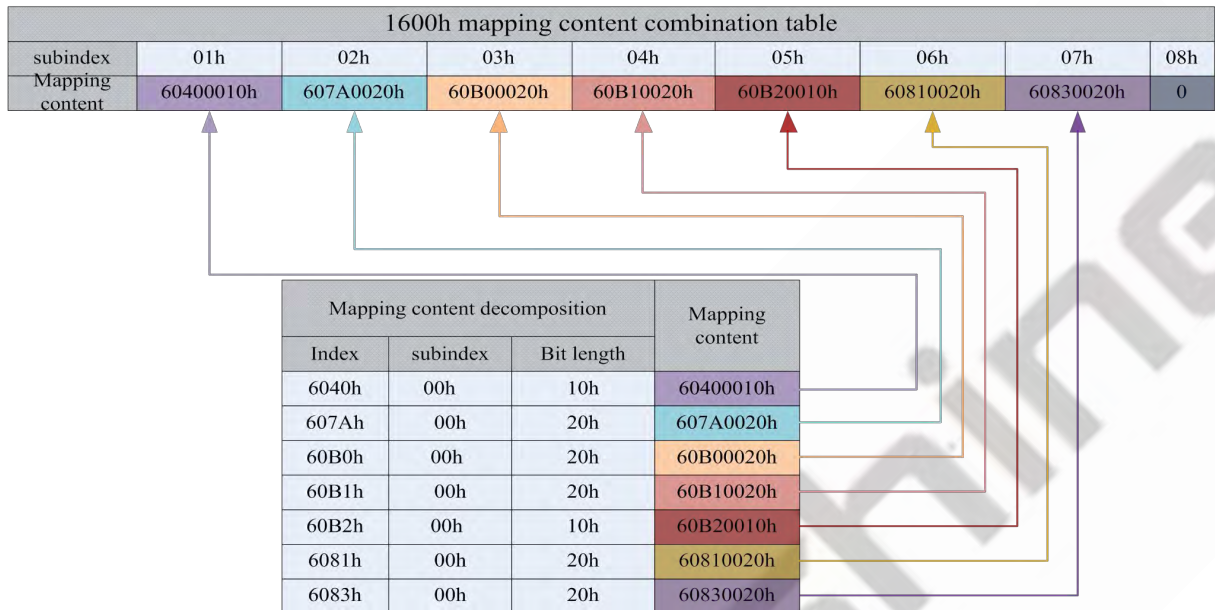 1600h mapping content combination table
subindex 01h 02h 03h 04h 05h 06h 07h 08h
Mapping content 60400010h 607A0020h 60B00020h 60B10020h 60B20010h 60810020h 60830020h 0
Mapping content decomposition Mapping content
Index subindex Bit length
6040h 00h 10h 60400010h
607Ah 00h 20h 607A0020h
60B0h 00h 20h 60B00020h
60B1h 00h 20h 60B10020h
60B2h 00h 10h 60B20010h
6081h 00h 20h 60810020h
6083h 00h 20h 60830020h